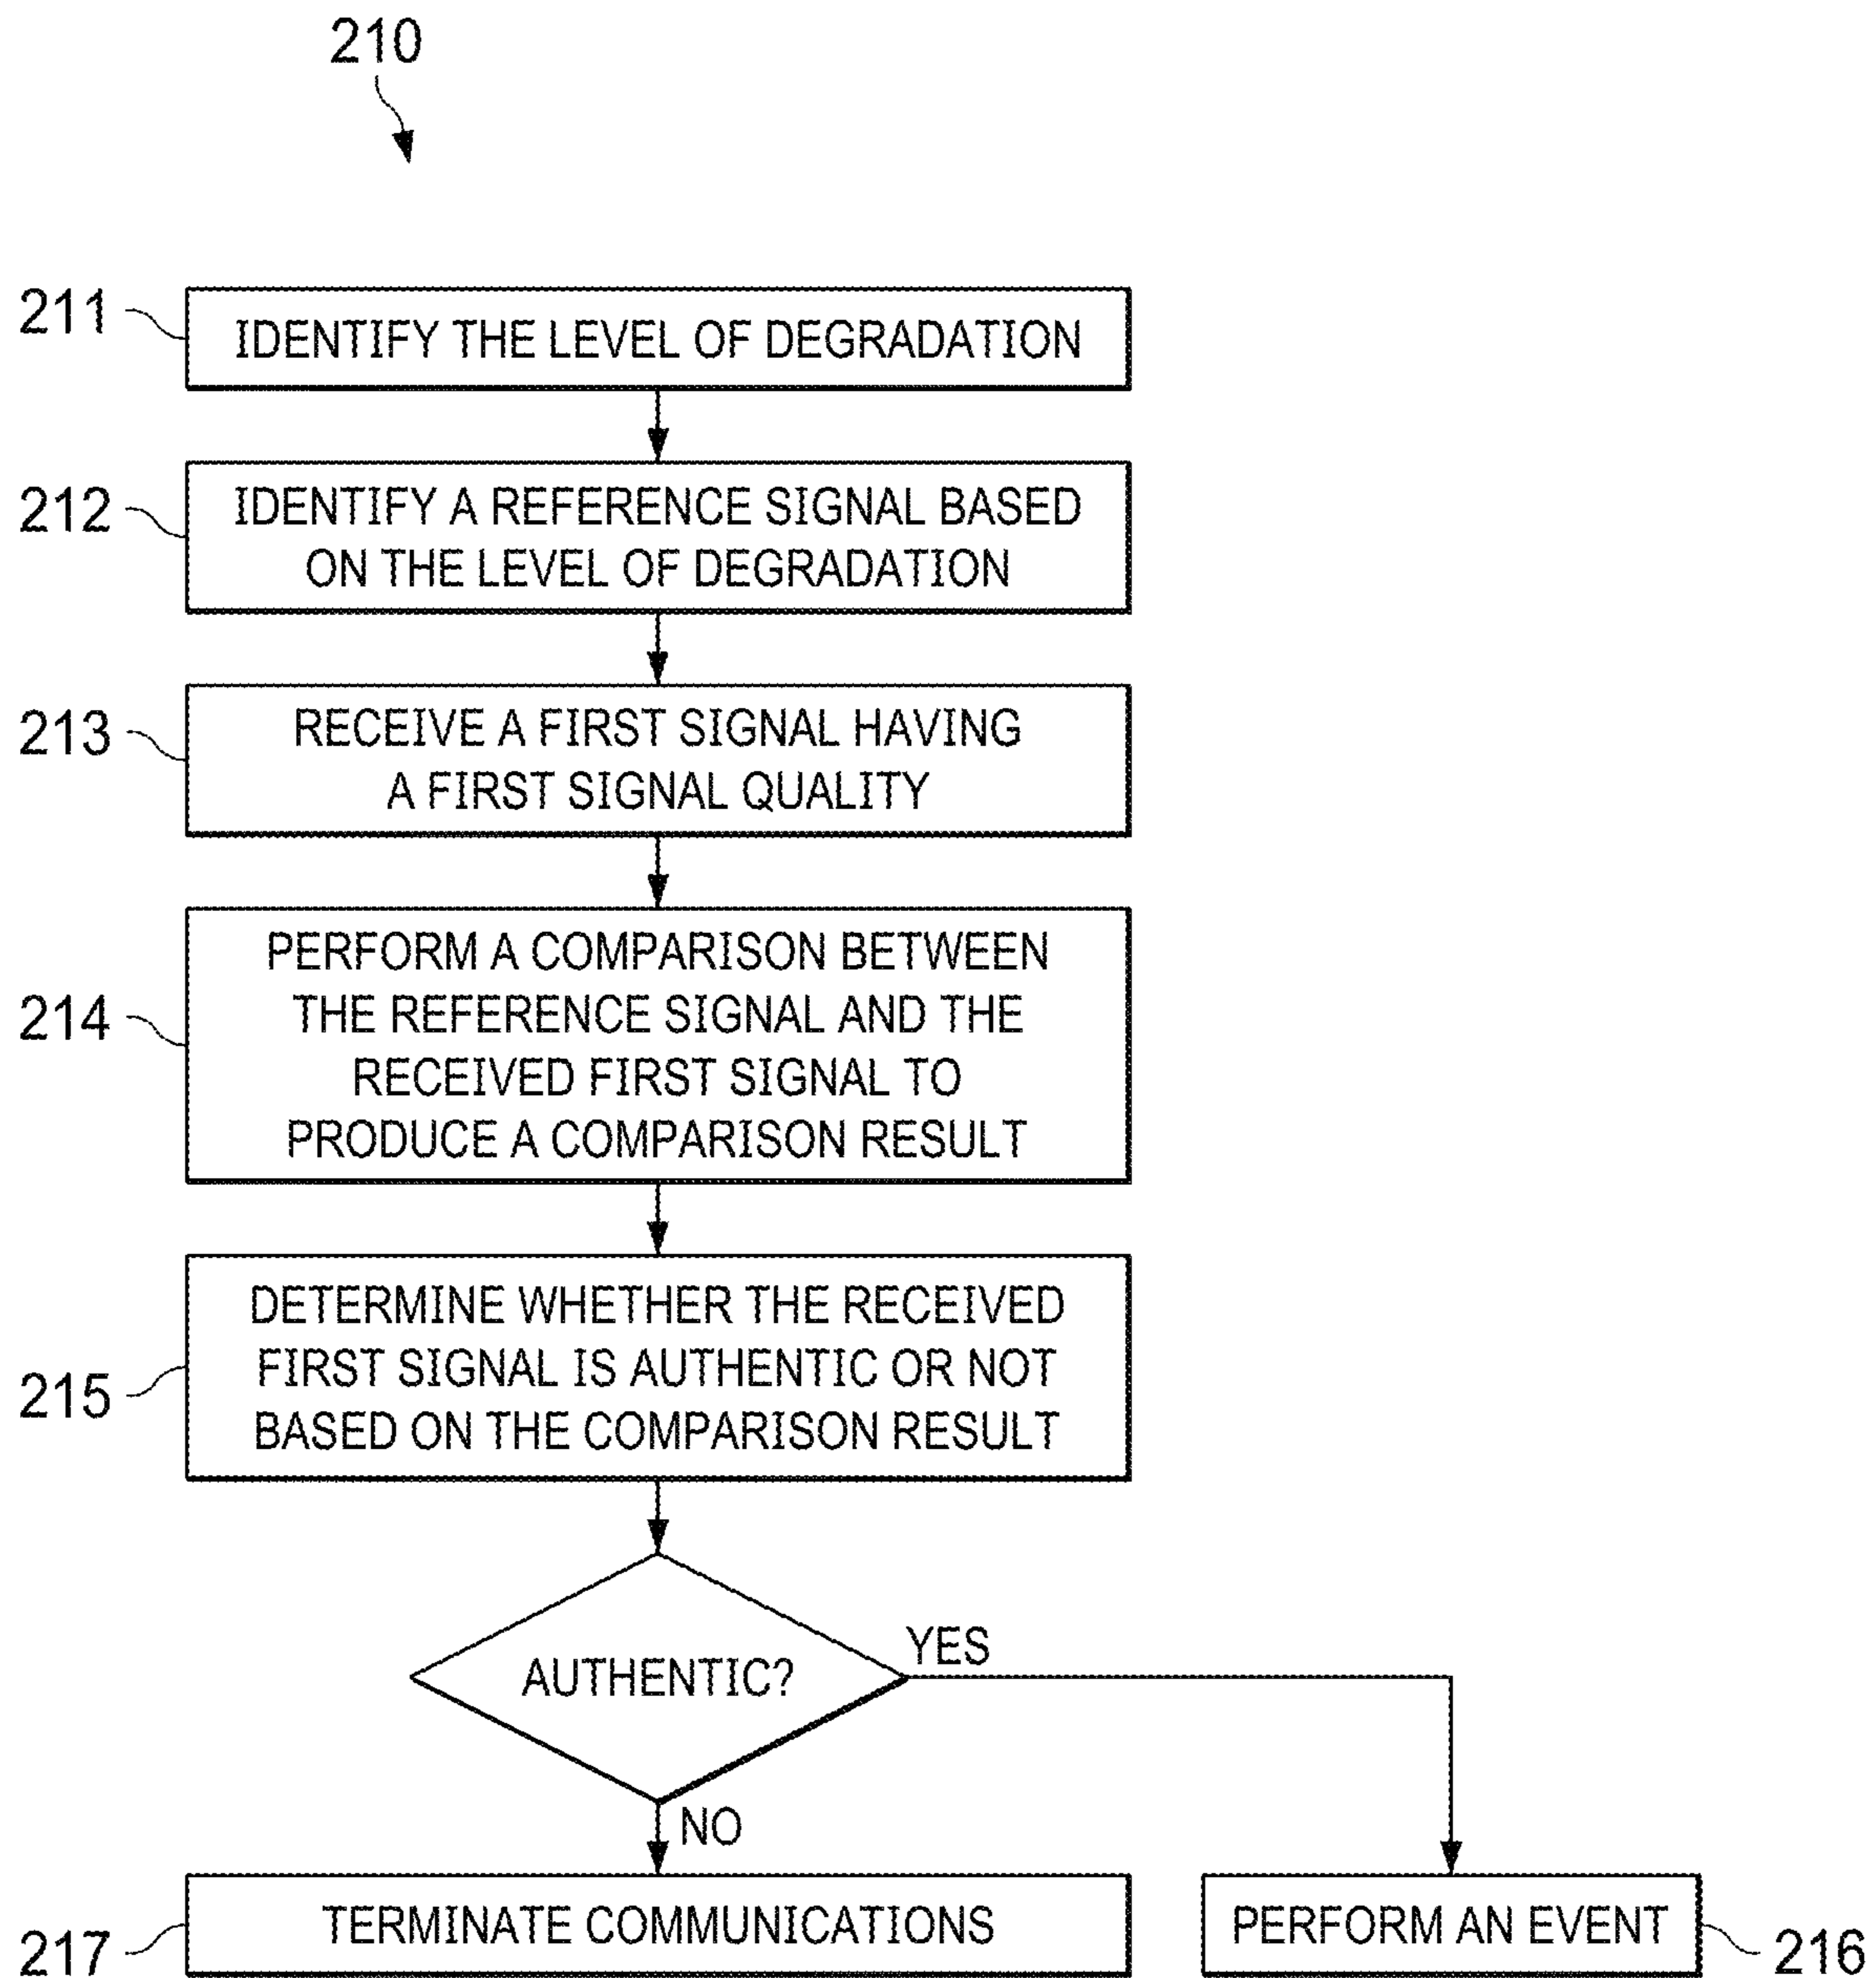 210
211
IDENTIFY THE LEVEL OF DEGRADATION
212
IDENTIFY A REFERENCE SIGNAL BASED
ON THE LEVEL OF DEGRADATION
213
RECEIVE A FIRST SIGNAL HAVING
A FIRST SIGNAL QUALITY
214
PERFORM A COMPARISON BETWEEN
THE REFERENCE SIGNAL AND THE
RECEIVED FIRST SIGNAL TO
PRODUCE A COMPARISON RESULT
215
DETERMINE WHETHER THE RECEIVED
FIRST SIGNAL IS AUTHENTIC OR NOT
BASED ON THE COMPARISON RESULT
AUTHENTIC?
YES
NO
217
TERMINATE COMMUNICATIONS
PERFORM AN EVENT
216